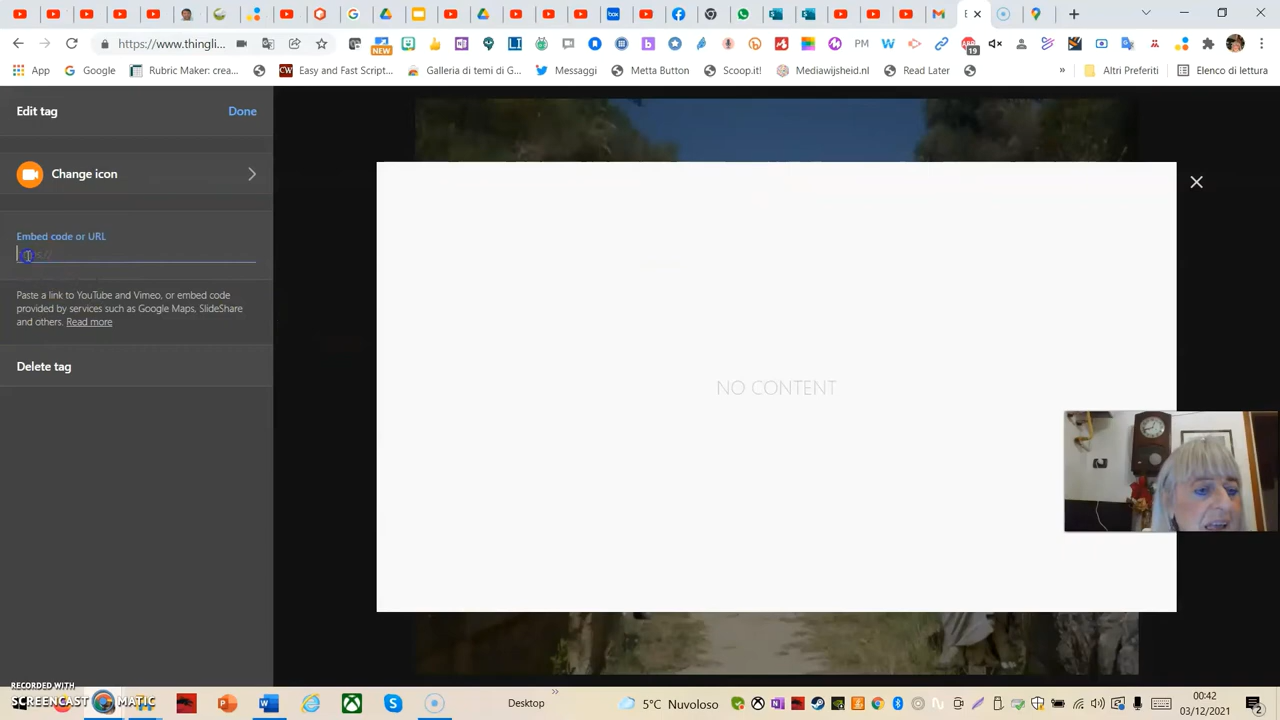 https://www.thingli
NEW
PM
19
App
Google
Rubric Maker: crea...
Easy and Fast Script...
Galleria di temi di G...
Messaggi
Metta Button
Scoop.it!
Mediawijsheid.nl
Read Later
»
Altri Preferiti
Elenco di lettura
Edit tag
Done
Change icon
Embed code or URL
Paste a link to YouTube and Vimeo, or embed code
provided by services such as Google Maps, SlideShare
and others. Read more
Delete tag
NO CONTENT
RECORDED WITH
SCREENCAST MATIC
Desktop
»
5°C Nuvoloso
00:42
03/12/2021
2